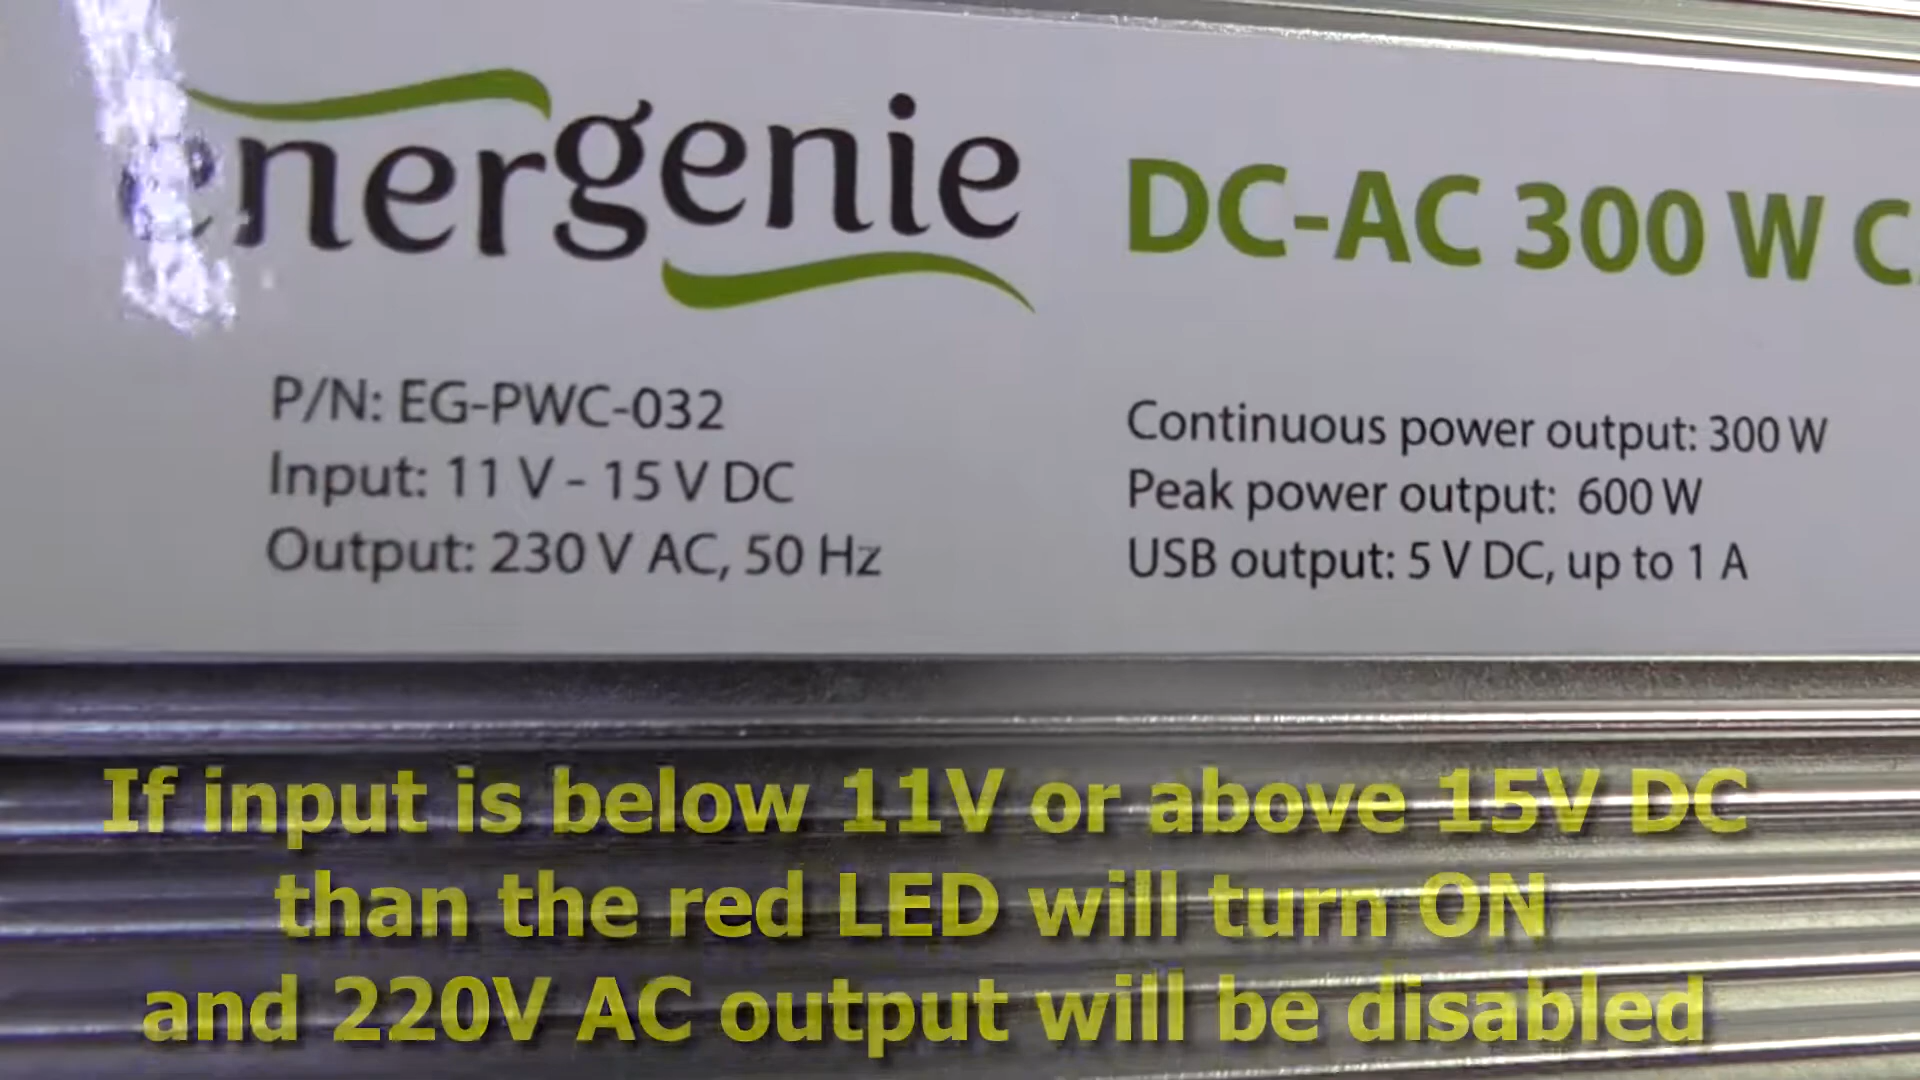 energenie
DC-AC 300 W
P/N: EG-PWC-032
Input: 11 V - 15 V DC
Output: 230 V AC, 50 Hz
Continuous power output: 300 W
Peak power output: 600 W
USB output: 5 V DC, up to 1 A
If input is below 11V or above 15V DC
than the red LED will turn ON
and 220V AC output will be disabled